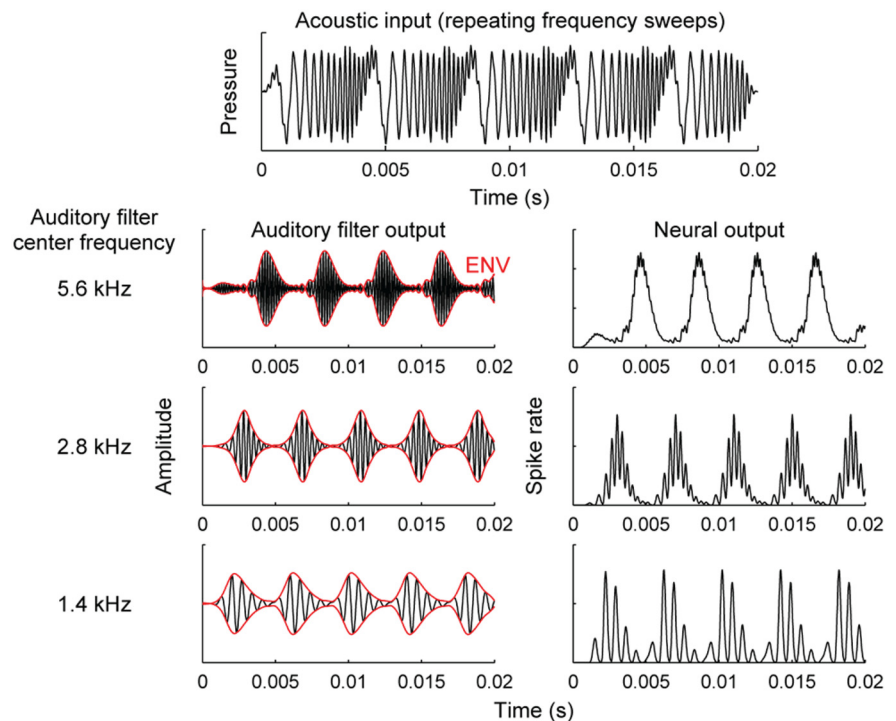 Acoustic input (repeating frequency sweeps)
Pressure
0 0.005 0.01 0.015 0.02
Time (s)
Auditory filter
center frequency
Auditory filter output
Neural output
5.6 kHz
ENV
0 0.005 0.01 0.015 0.02
0 0.005 0.01 0.015 0.02
2.8 kHz
Amplitude
Spike rate
0 0.005 0.01 0.015 0.02
0 0.005 0.01 0.015 0.02
1.4 kHz
0 0.005 0.01 0.015 0.02
0 0.005 0.01 0.015 0.02
Time (s)